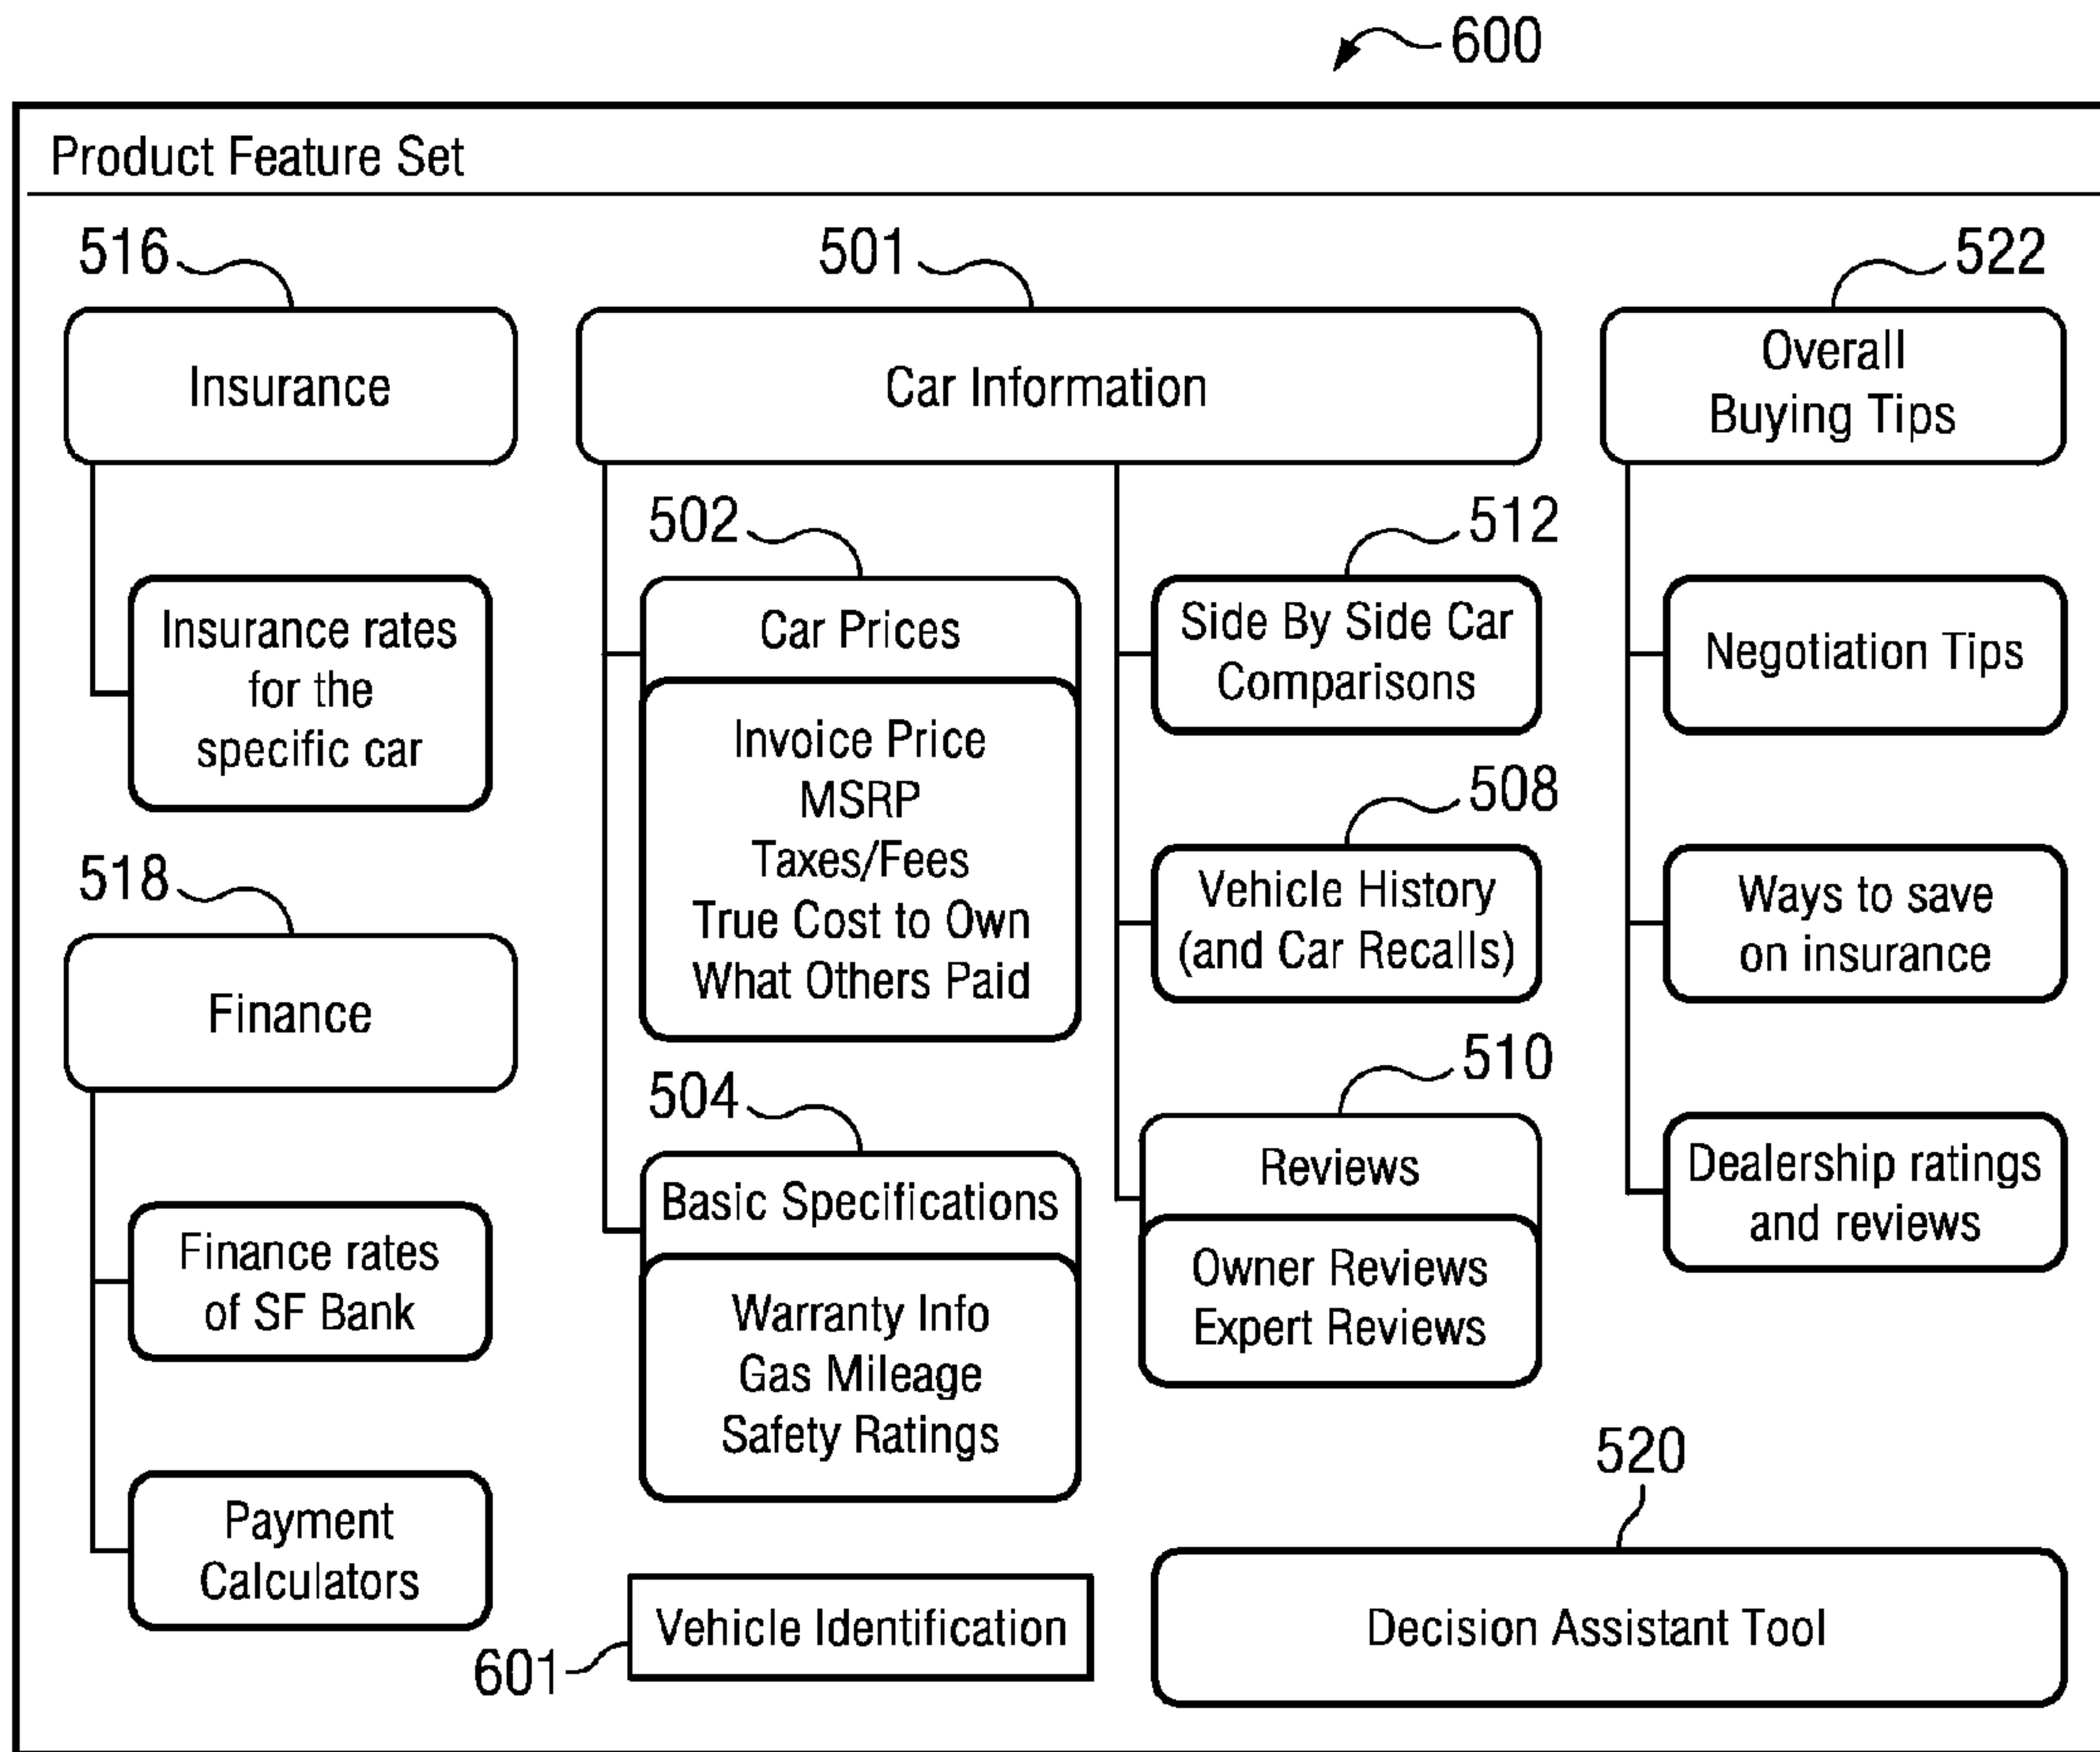 600
Product Feature Set
516
Insurance
Insurance rates
for the
specific car
518
Finance
Finance rates
of SF Bank
Payment
Calculators
501
Car Information
502
Car Prices
Invoice Price
MSRP
Taxes/Fees
True Cost to Own
What Others Paid
504
Basic Specifications
Warranty Info
Gas Mileage
Safety Ratings
512
Side By Side Car
Comparisons
508
Vehicle History
(and Car Recalls)
510
Reviews
Owner Reviews
Expert Reviews
522
Overall
Buying Tips
Negotiation Tips
Ways to save
on insurance
Dealership ratings
and reviews
601
Vehicle Identification
520
Decision Assistant Tool